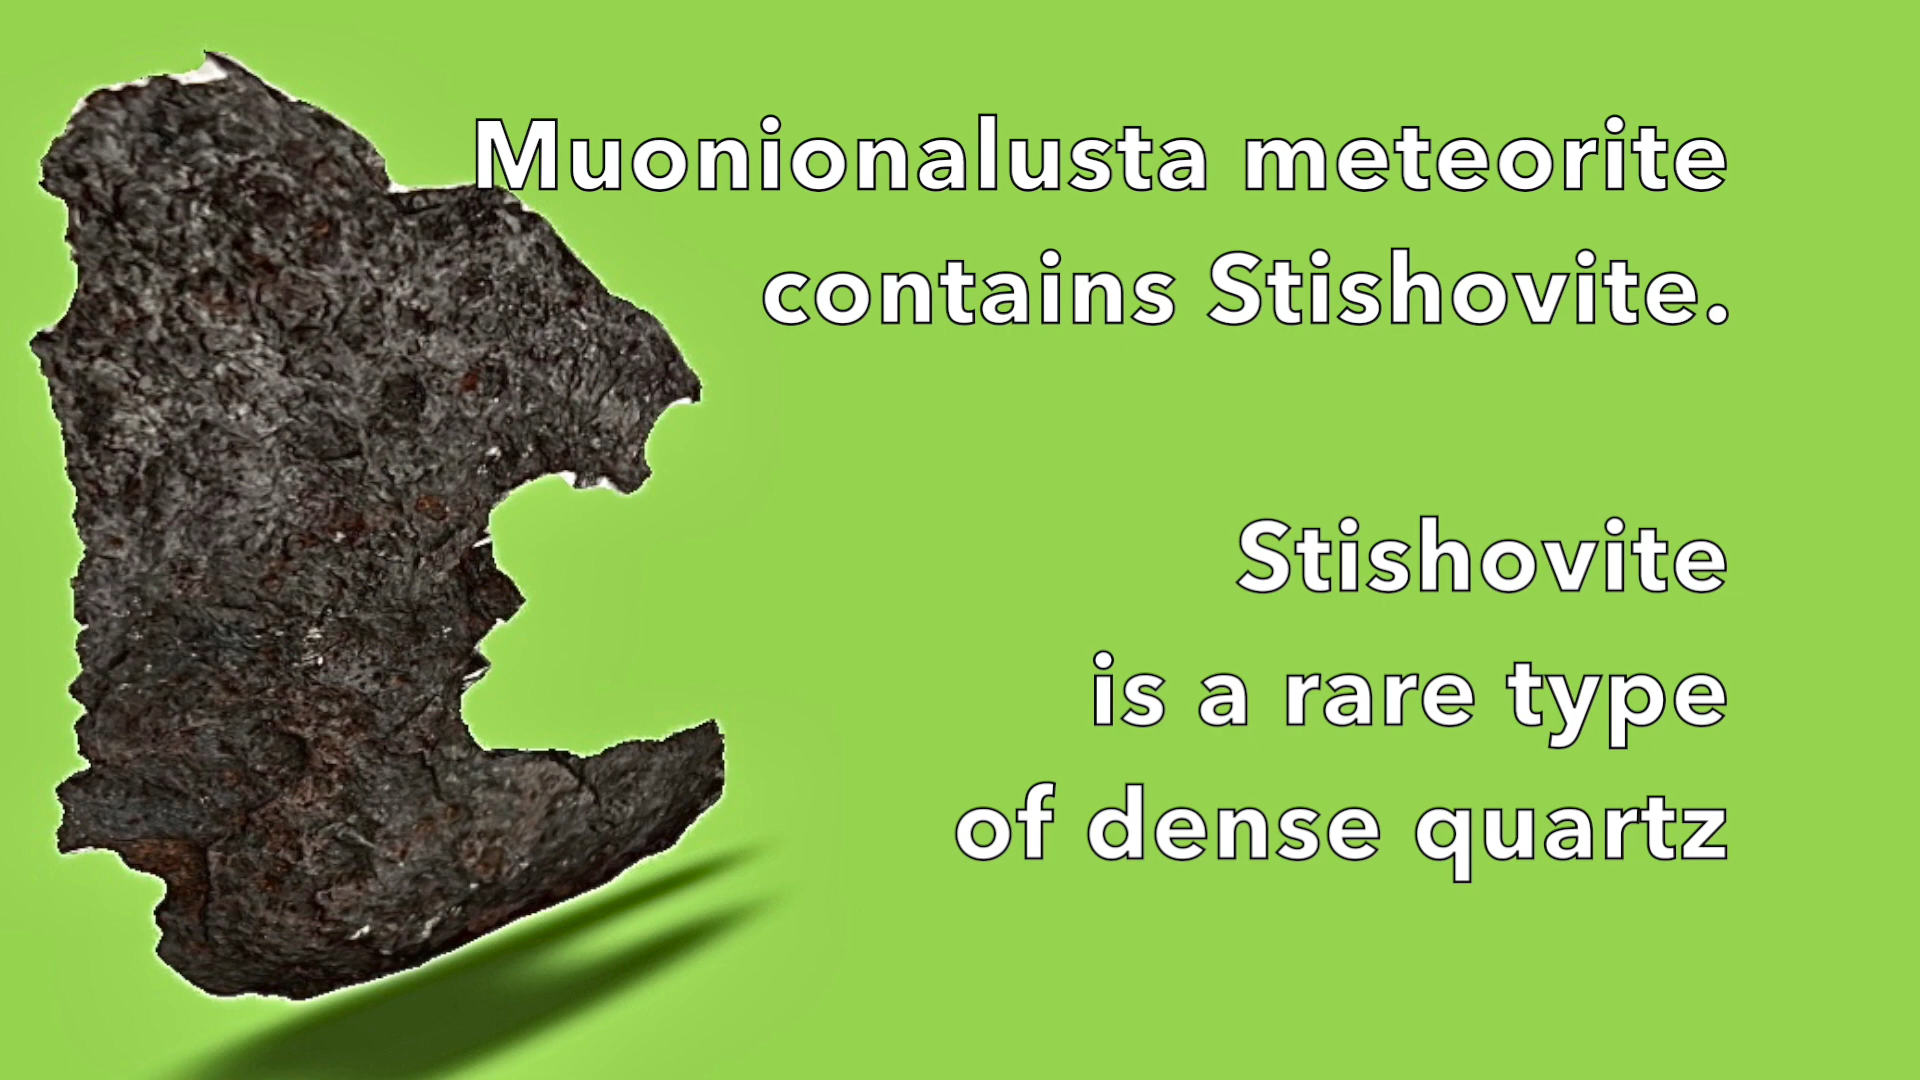 Muonionalusta meteorite
contains Stishovite.
Stishovite
is a rare type
of dense quartz